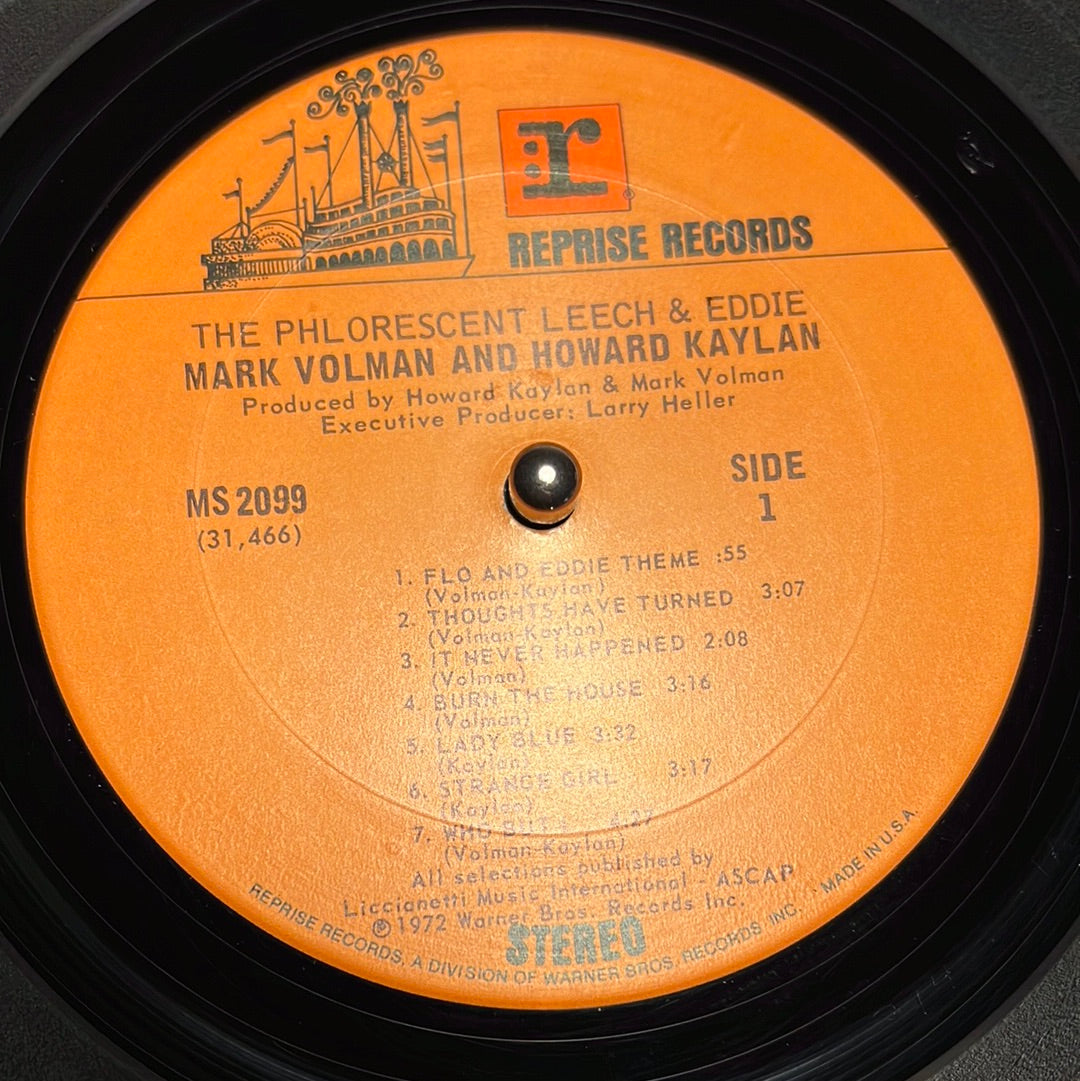 r®
REPRISE RECORDS
THE PHLORESCENT LEECH & EDDIE
MARK VOLMAN AND HOWARD KAYLAN
Produced by Howard Kaylan & Mark Volman
Executive Producer: Larry Heller
MS 2099
(31,466)
SIDE
1
1. FLO AND EDDIE THEME :55
(Volman-Kaylan)
2. THOUGHTS HAVE TURNED 3:07
(Volman-Kaylan)
3. IT NEVER HAPPENED 2:08
(Volman)
4. BURN THE HOUSE 3:16
(Volman)
5. LADY BLUE 3:32
(Kaylan)
6. STRANGE GIRL 3:17
(Kaylan)
7. WHO BUT I 4:27
(Volman-Kaylan)
All selections published by
Liccianetti Music International - ASCAP
℗1972 Warner Bros. Records Inc.
STEREO
REPRISE RECORDS, A DIVISION OF WARNER BROS. RECORDS INC. · MADE IN U.S.A.